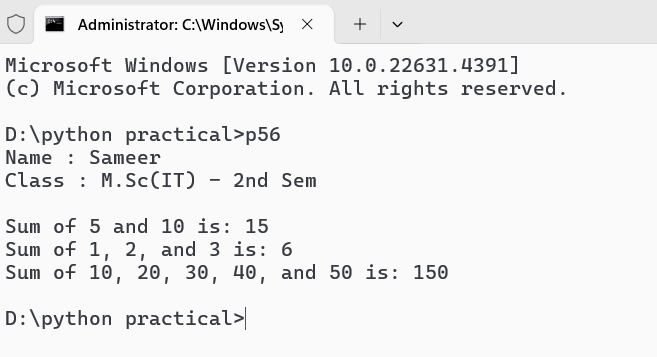 Administrator: C:\Windows\Sy
Microsoft Windows [Version 10.0.22631.4391]
(c) Microsoft Corporation. All rights reserved.
D:\python practical>p56
Name : Sameer
Class : M.Sc(IT) - 2nd Sem
Sum of 5 and 10 is: 15
Sum of 1, 2, and 3 is: 6
Sum of 10, 20, 30, 40, and 50 is: 150
D:\python practical>